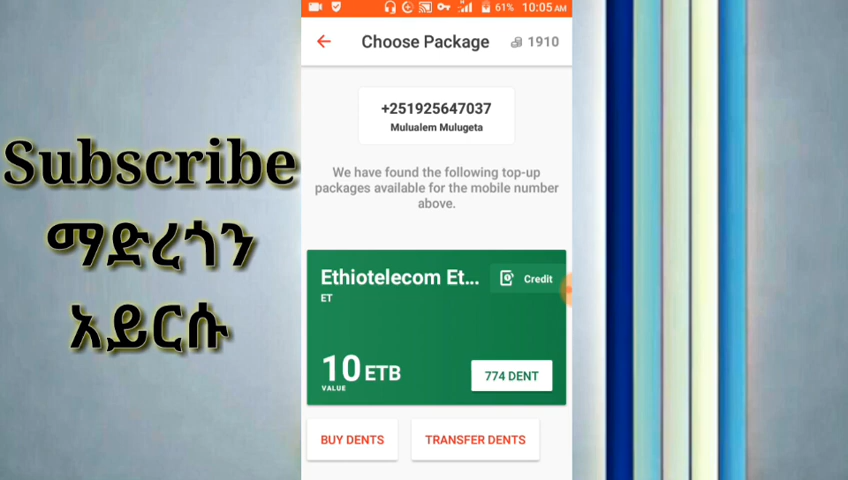 Subscribe
ማድረጎን
አይርሱ
61% 10:05 AM
Choose Package 1910
+251925647037
Mulualem Mulugeta
We have found the following top-up
packages available for the mobile number
above.
Ethiotelecom Et... Credit
ET
10 ETB
VALUE
774 DENT
BUY DENTS TRANSFER DENTS